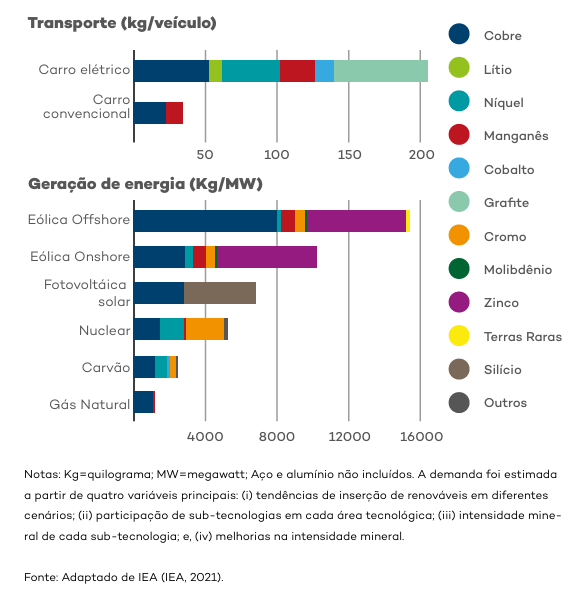 Transporte (kg/veículo)
Carro elétrico
Carro
convencional
50 100 150 200
Geração de energia (Kg/MW)
Eólica Offshore
Eólica Onshore
Fotovoltáica
solar
Nuclear
Carvão
Gás Natural
4000 8000 12000 16000
Cobre
Lítio
Níquel
Manganês
Cobalto
Grafite
Cromo
Molibdênio
Zinco
Terras Raras
Silício
Outros
Notas: Kg=quilograma; MW=megawatt; Aço e alumínio não incluídos. A demanda foi estimada
a partir de quatro variáveis principais: (i) tendências de inserção de renováveis em diferentes
cenários; (ii) participação de sub-tecnologias em cada área tecnológica; (iii) intensidade mine-
ral de cada sub-tecnologia; e, (iv) melhorias na intensidade mineral.
Fonte: Adaptado de IEA (IEA, 2021).